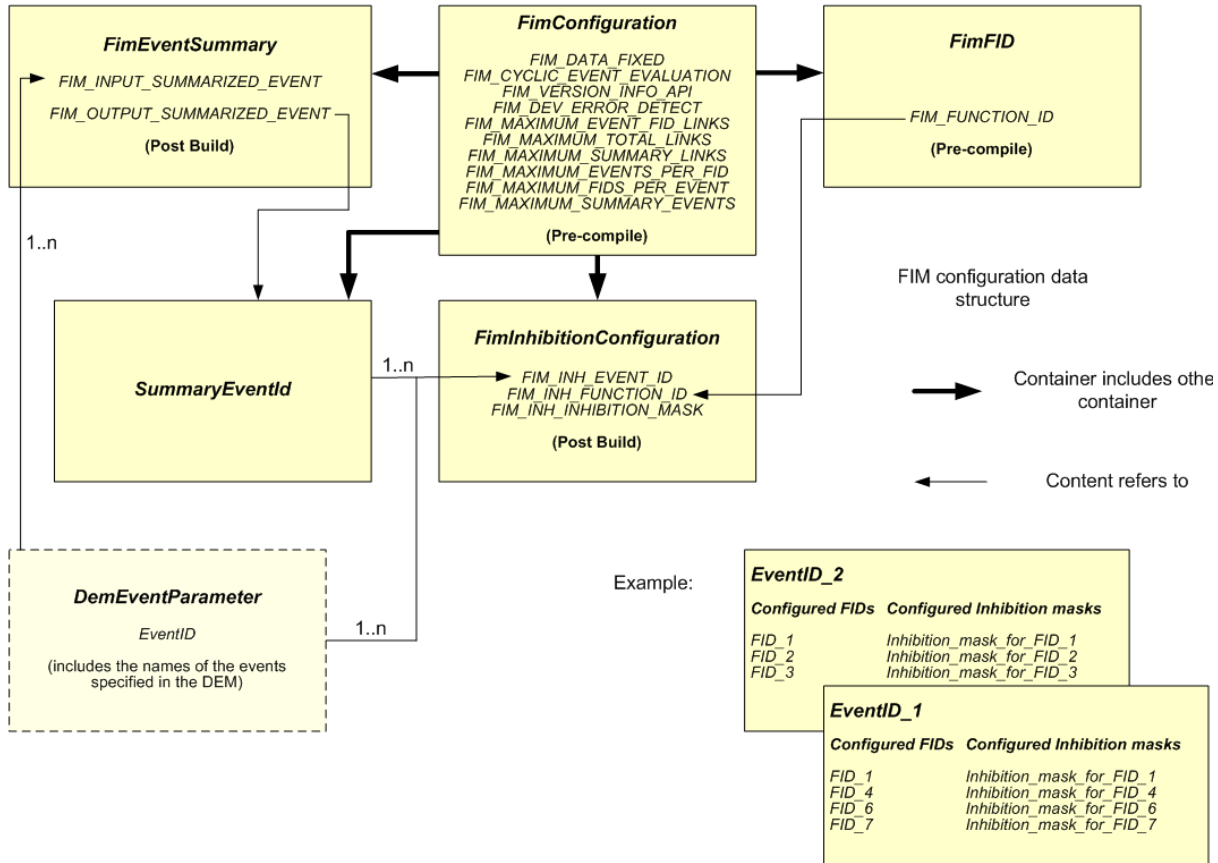 FimEventSummary
FIM_INPUT_SUMMARIZED_EVENT
FIM_OUTPUT_SUMMARIZED_EVENT
(Post Build)
FimConfiguration
FIM_DATA_FIXED
FIM_CYCLIC_EVENT_EVALUATION
FIM_VERSION_INFO_API
FIM_DEV_ERROR_DETECT
FIM_MAXIMUM_EVENT_FID_LINKS
FIM_MAXIMUM_TOTAL_LINKS
FIM_MAXIMUM_SUMMARY_LINKS
FIM_MAXIMUM_EVENTS_PER_FID
FIM_MAXIMUM_FIDS_PER_EVENT
FIM_MAXIMUM_SUMMARY_EVENTS
(Pre-compile)
FimFID
FIM_FUNCTION_ID
(Pre-compile)
1..n
SummaryEventId
1..n
FimInhibitionConfiguration
FIM_INH_EVENT_ID
FIM_INH_FUNCTION_ID
FIM_INH_INHIBITION_MASK
(Post Build)
FIM configuration data
structure
Container includes othe
container
Content refers to
DemEventParameter
EventID
(includes the names of the events
specified in the DEM)
1..n
Example:
EventID_2
Configured FIDs Configured Inhibition masks
FID_1 Inhibition_mask_for_FID_1
FID_2 Inhibition_mask_for_FID_2
FID_3 Inhibition_mask_for_FID_3
EventID_1
Configured FIDs Configured Inhibition masks
FID_1 Inhibition_mask_for_FID_1
FID_4 Inhibition_mask_for_FID_4
FID_6 Inhibition_mask_for_FID_6
FID_7 Inhibition_mask_for_FID_7